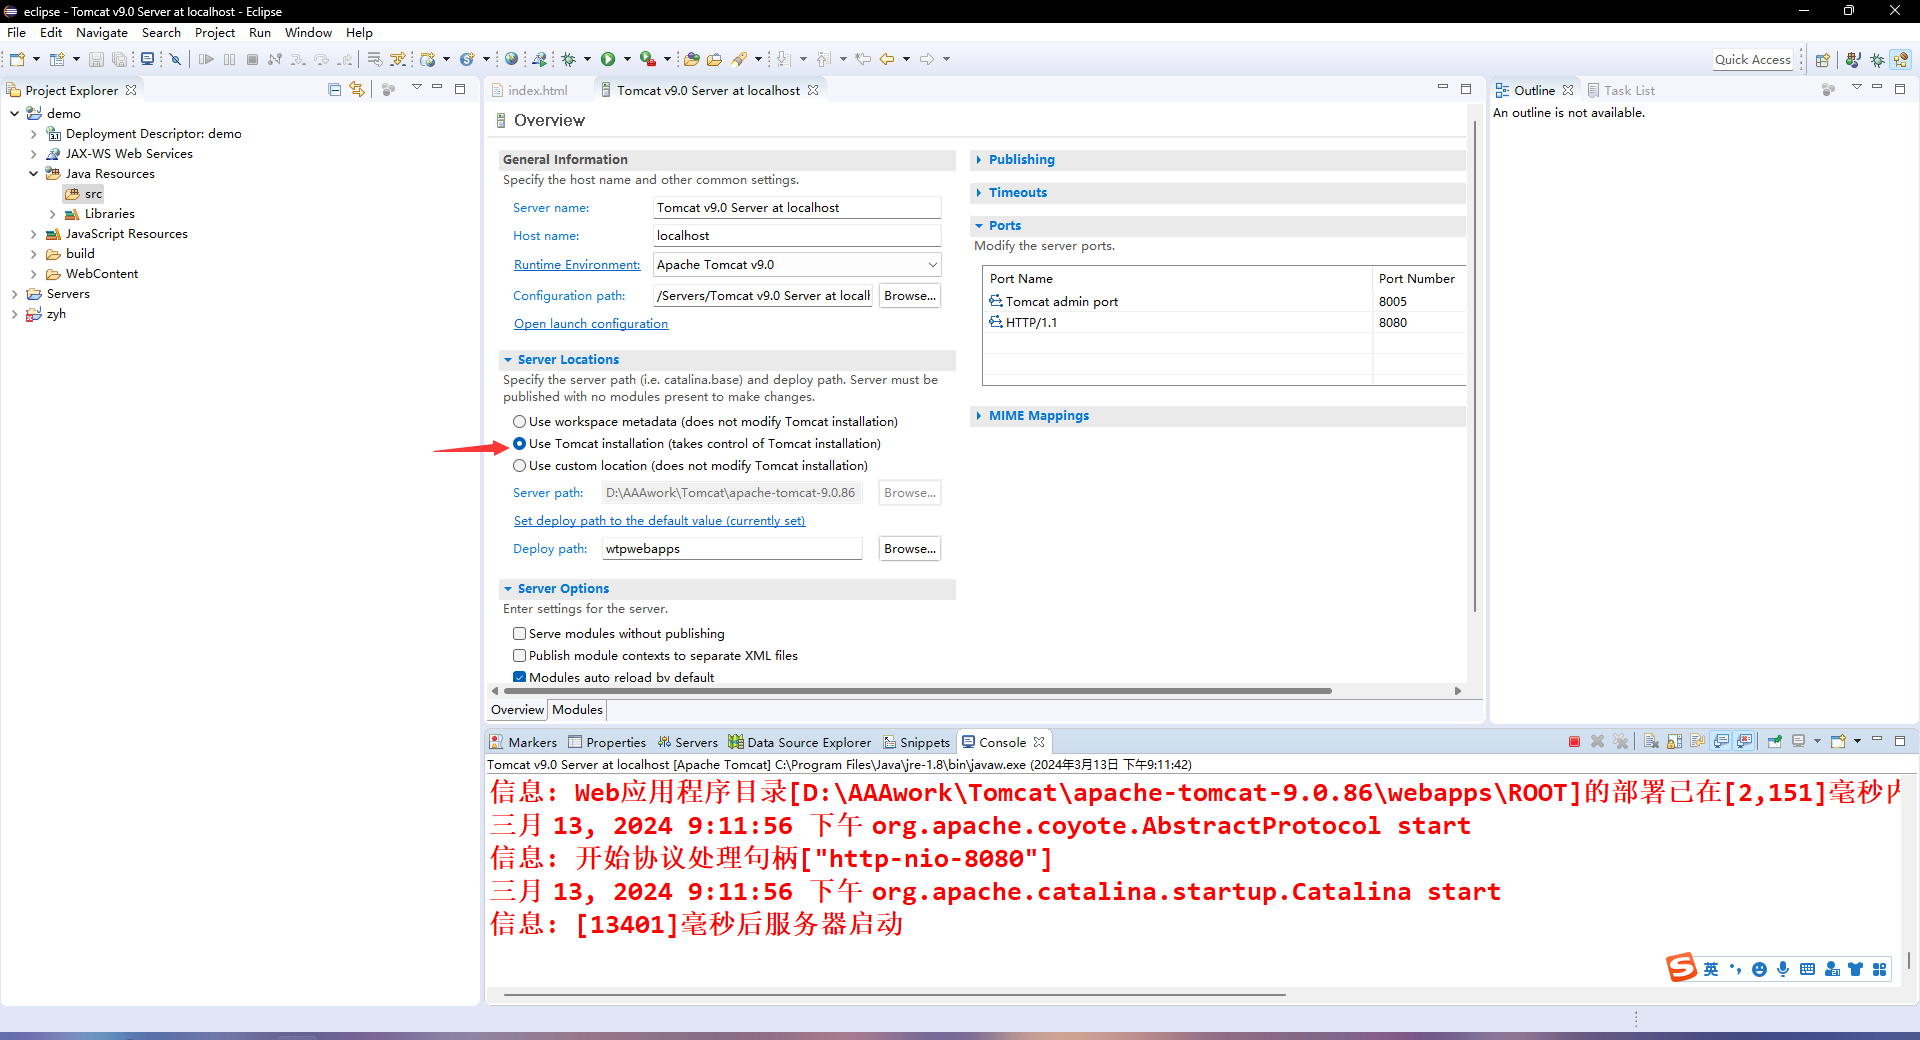 eclipse - Tomcat v9.0 Server at localhost - Eclipse
File Edit Navigate Search Project Run Window Help
Quick Access
Project Explorer
demo
Deployment Descriptor: demo
JAX-WS Web Services
Java Resources
src
Libraries
JavaScript Resources
build
WebContent
Servers
zyh
index.html
Tomcat v9.0 Server at localhost
Overview
General Information
Specify the host name and other common settings.
Server name: Tomcat v9.0 Server at localhost
Host name: localhost
Runtime Environment: Apache Tomcat v9.0
Configuration path: /Servers/Tomcat v9.0 Server at locall Browse...
Open launch configuration
Server Locations
Specify the server path (i.e. catalina.base) and deploy path. Server must be
published with no modules present to make changes.
Use workspace metadata (does not modify Tomcat installation)
Use Tomcat installation (takes control of Tomcat installation)
Use custom location (does not modify Tomcat installation)
Server path: D:\AAAwork\Tomcat\apache-tomcat-9.0.86 Browse...
Set deploy path to the default value (currently set)
Deploy path: wtpwebapps Browse...
Server Options
Enter settings for the server.
Serve modules without publishing
Publish module contexts to separate XML files
Modules auto reload by default
Publishing
Timeouts
Ports
Modify the server ports.
Port Name Port Number
Tomcat admin port 8005
HTTP/1.1 8080
MIME Mappings
Overview Modules
Outline Task List
An outline is not available.
Markers Properties Servers Data Source Explorer Snippets Console
Tomcat v9.0 Server at localhost [Apache Tomcat] C:\Program Files\Java\jre-1.8\bin\javaw.exe (2024年3月13日 下午9:11:42)
信息: Web应用程序目录[D:\AAAwork\Tomcat\apache-tomcat-9.0.86\webapps\ROOT]的部署已在[2,151]毫秒内
三月 13, 2024 9:11:56 下午 org.apache.coyote.AbstractProtocol start
信息: 开始协议处理句柄["http-nio-8080"]
三月 13, 2024 9:11:56 下午 org.apache.catalina.startup.Catalina start
信息: [13401]毫秒后服务器启动
英